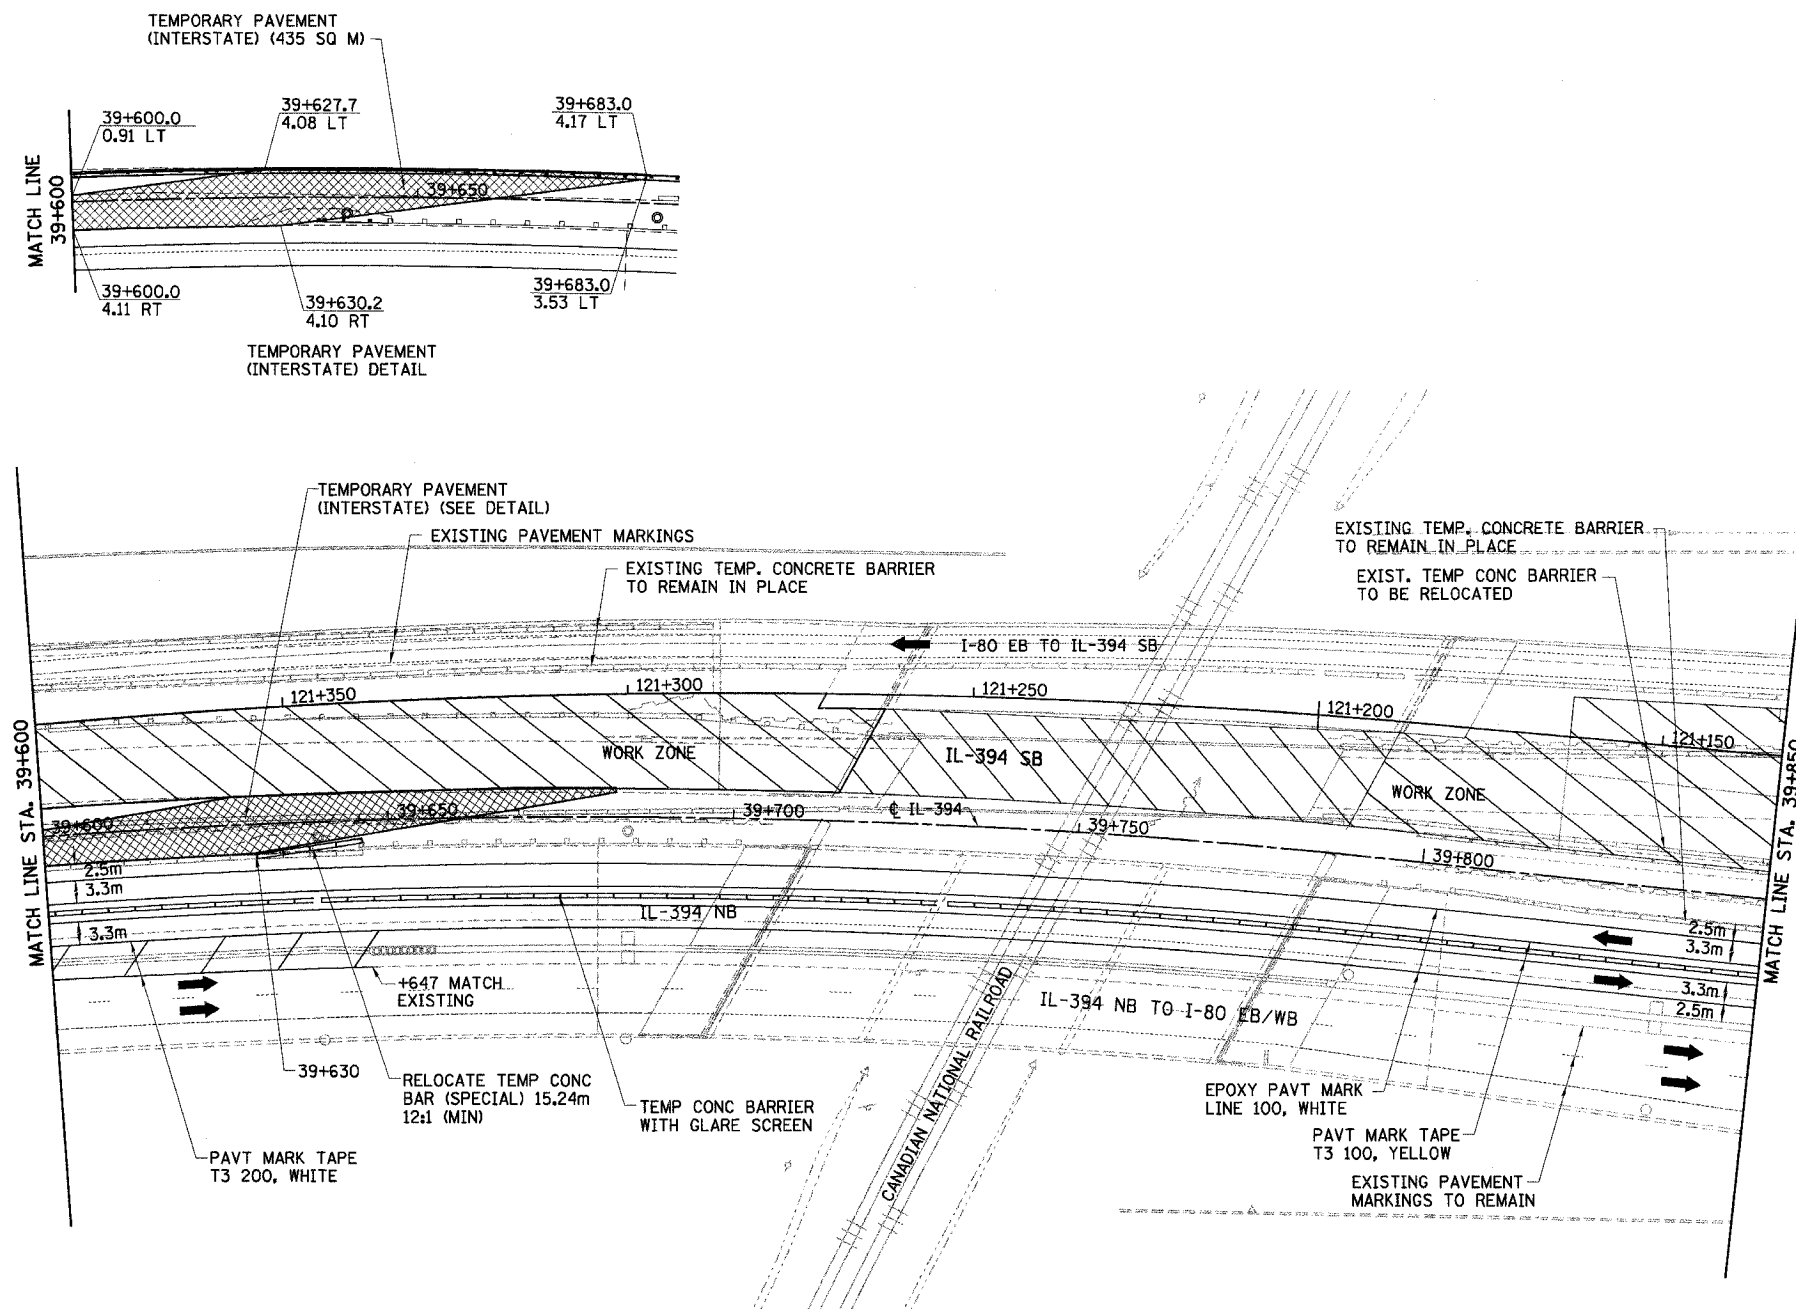 TEMPORARY PAVEMENT
(INTERSTATE) (435 SQ M)
39+600.0
0.91 LT
39+627.7
4.08 LT
39+683.0
4.17 LT
MATCH LINE
39+600
39+650
39+600.0
4.11 RT
39+630.2
4.10 RT
39+683.0
3.53 LT
TEMPORARY PAVEMENT
(INTERSTATE) DETAIL
TEMPORARY PAVEMENT
(INTERSTATE) (SEE DETAIL)
EXISTING PAVEMENT MARKINGS
EXISTING TEMP. CONCRETE BARRIER
TO REMAIN IN PLACE
EXISTING TEMP. CONCRETE BARRIER
TO REMAIN IN PLACE
EXIST. TEMP CONC BARRIER
TO BE RELOCATED
I-80 EB TO IL-394 SB
121+350
121+300
121+250
121+200
121+150
WORK ZONE
IL-394 SB
WORK ZONE
MATCH LINE STA. 39+600
39+600
39+650
39+700
℄ IL-394
39+750
39+800
MATCH LINE STA. 39+850
2.5m
3.3m
3.3m
IL-394 NB
2.5m
3.3m
3.3m
2.5m
+647 MATCH
EXISTING
IL-394 NB TO I-80 EB/WB
CANADIAN NATIONAL RAILROAD
39+630
RELOCATE TEMP CONC
BAR (SPECIAL) 15.24m
12:1 (MIN)
TEMP CONC BARRIER
WITH GLARE SCREEN
EPOXY PAVT MARK
LINE 100, WHITE
PAVT MARK TAPE
T3 100, YELLOW
PAVT MARK TAPE
T3 200, WHITE
EXISTING PAVEMENT
MARKINGS TO REMAIN